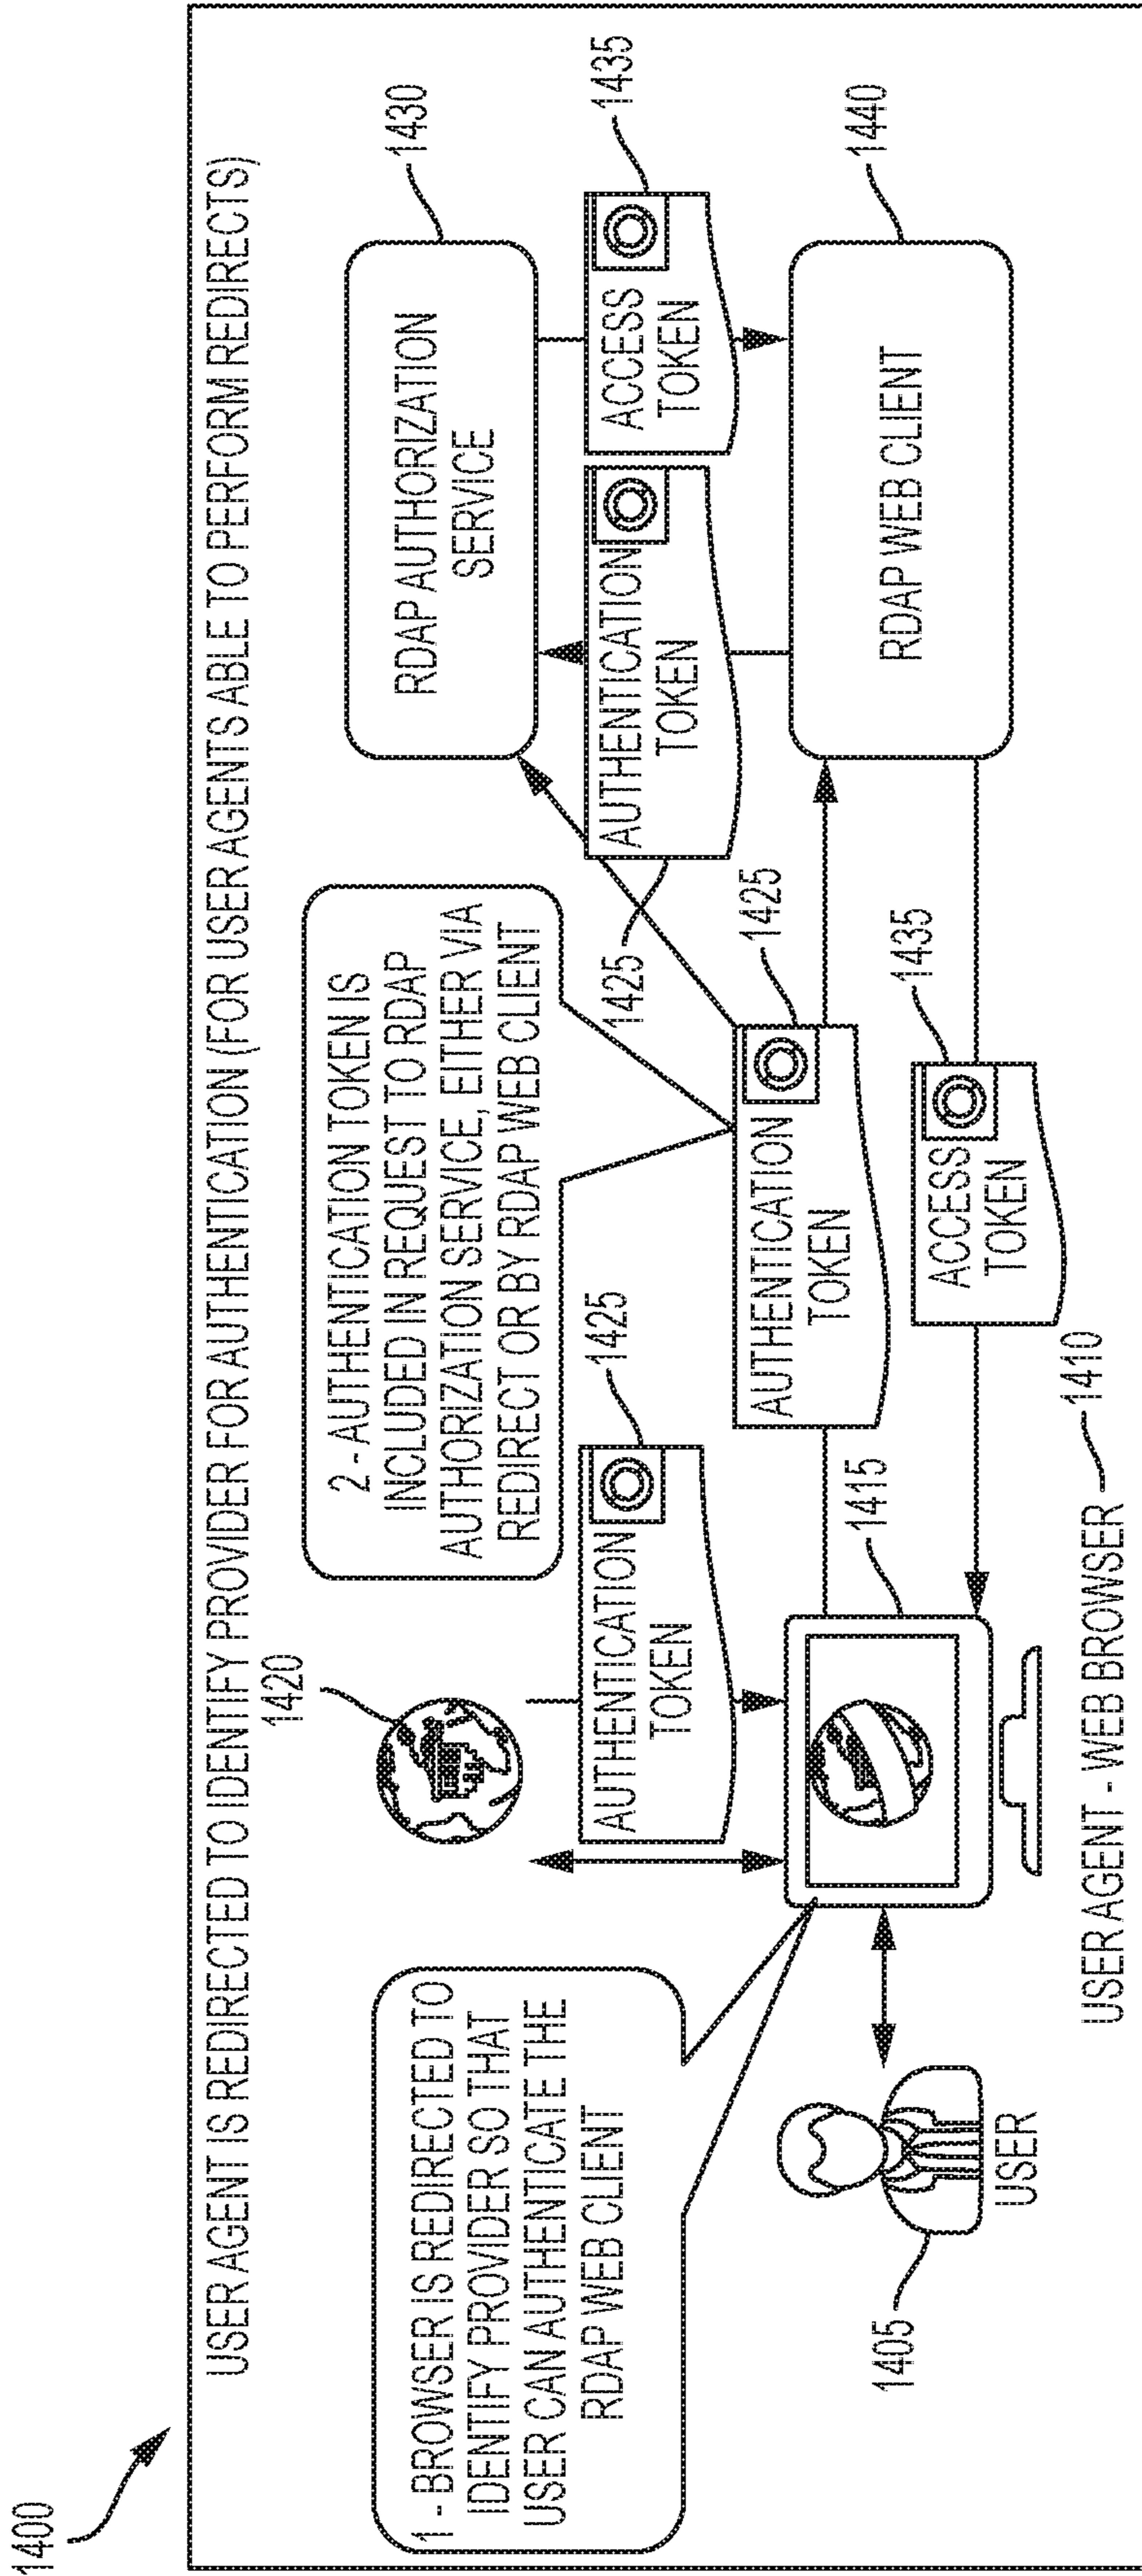 1400
USER AGENT IS REDIRECTED TO IDENTIFY PROVIDER FOR AUTHENTICATION (FOR USER AGENTS ABLE TO PERFORM REDIRECTS)
1 - BROWSER IS REDIRECTED TO
IDENTIFY PROVIDER SO THAT
USER CAN AUTHENTICATE THE
RDAP WEB CLIENT
1405
USER
1420
AUTHENTICATION
TOKEN
1425
1415
USER AGENT - WEB BROWSER
1410
2 - AUTHENTICATION TOKEN IS
INCLUDED IN REQUEST TO RDAP
AUTHORIZATION SERVICE, EITHER VIA
REDIRECT OR BY RDAP WEB CLIENT
AUTHENTICATION
TOKEN
1425
ACCESS
TOKEN
1435
RDAP AUTHORIZATION
SERVICE
1430
1425
AUTHENTICATION
TOKEN
ACCESS
TOKEN
1435
RDAP WEB CLIENT
1440